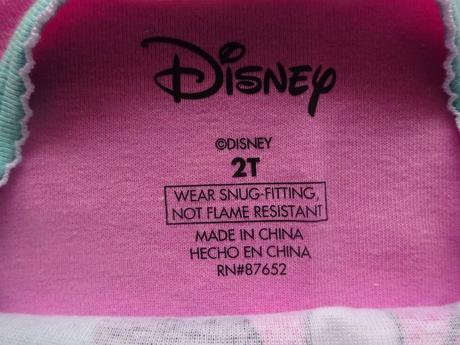 Disney
©DISNEY
2T
WEAR SNUG-FITTING,
NOT FLAME RESISTANT
MADE IN CHINA
HECHO EN CHINA
RN#87652